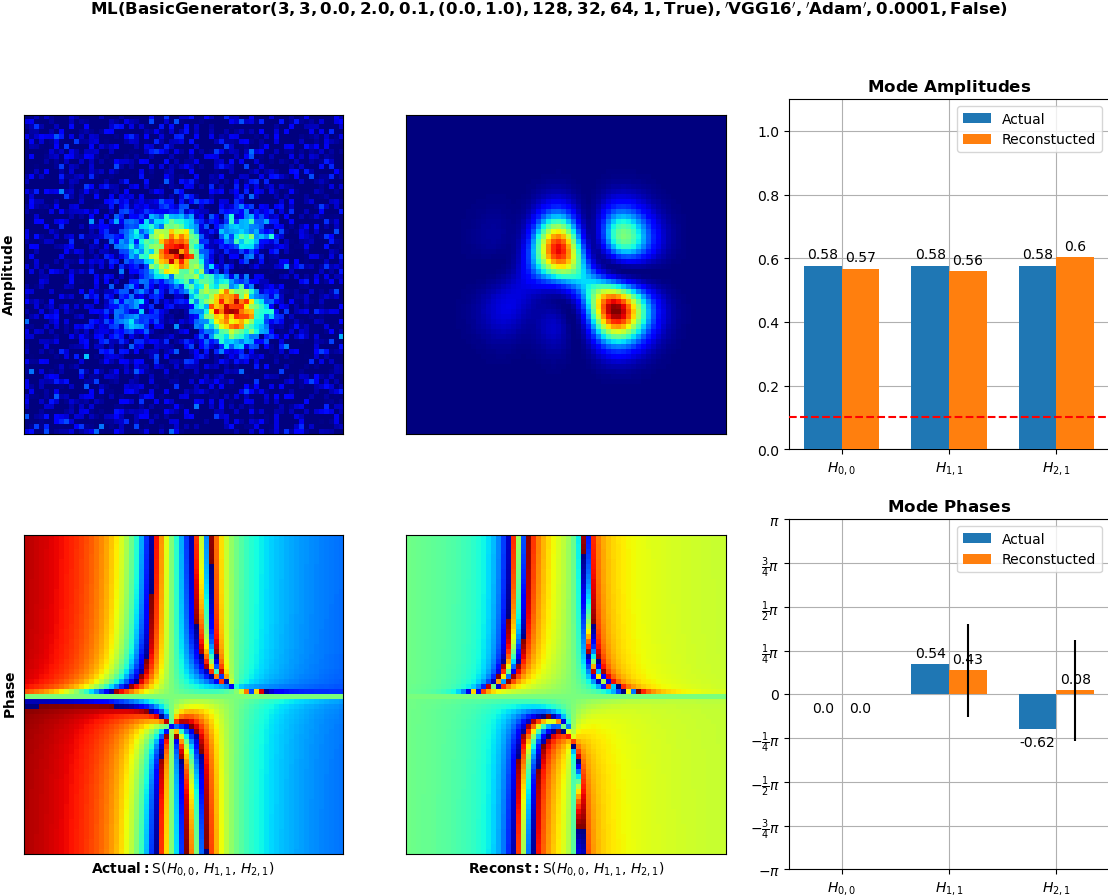 ML(BasicGenerator(3, 3, 0.0, 2.0, 0.1, (0.0, 1.0), 128, 32, 64, 1, True), ′VGG16′, ′Adam′, 0.0001, False)
Amplitude
Mode Amplitudes
Actual
Reconstucted
1.0
0.8
0.6
0.4
0.2
0.0
0.58
0.57
0.58
0.56
0.58
0.6
H0,0
H1,1
H2,1
Phase
Actual: S(H0,0, H1,1, H2,1)
Reconst: S(H0,0, H1,1, H2,1)
Mode Phases
Actual
Reconstucted
π
3/4π
1/2π
1/4π
0
−1/4π
−1/2π
−3/4π
−π
0.0
0.0
0.54
0.43
-0.62
0.08
H0,0
H1,1
H2,1